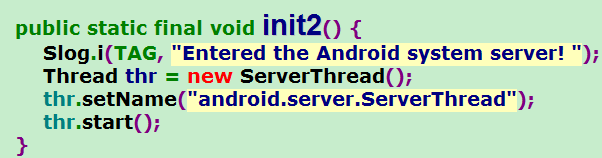 public static final void init2() {
Slog.i(TAG, "Entered the Android system server! ");
Thread thr = new ServerThread();
thr.setName("android.server.ServerThread");
thr.start();
}